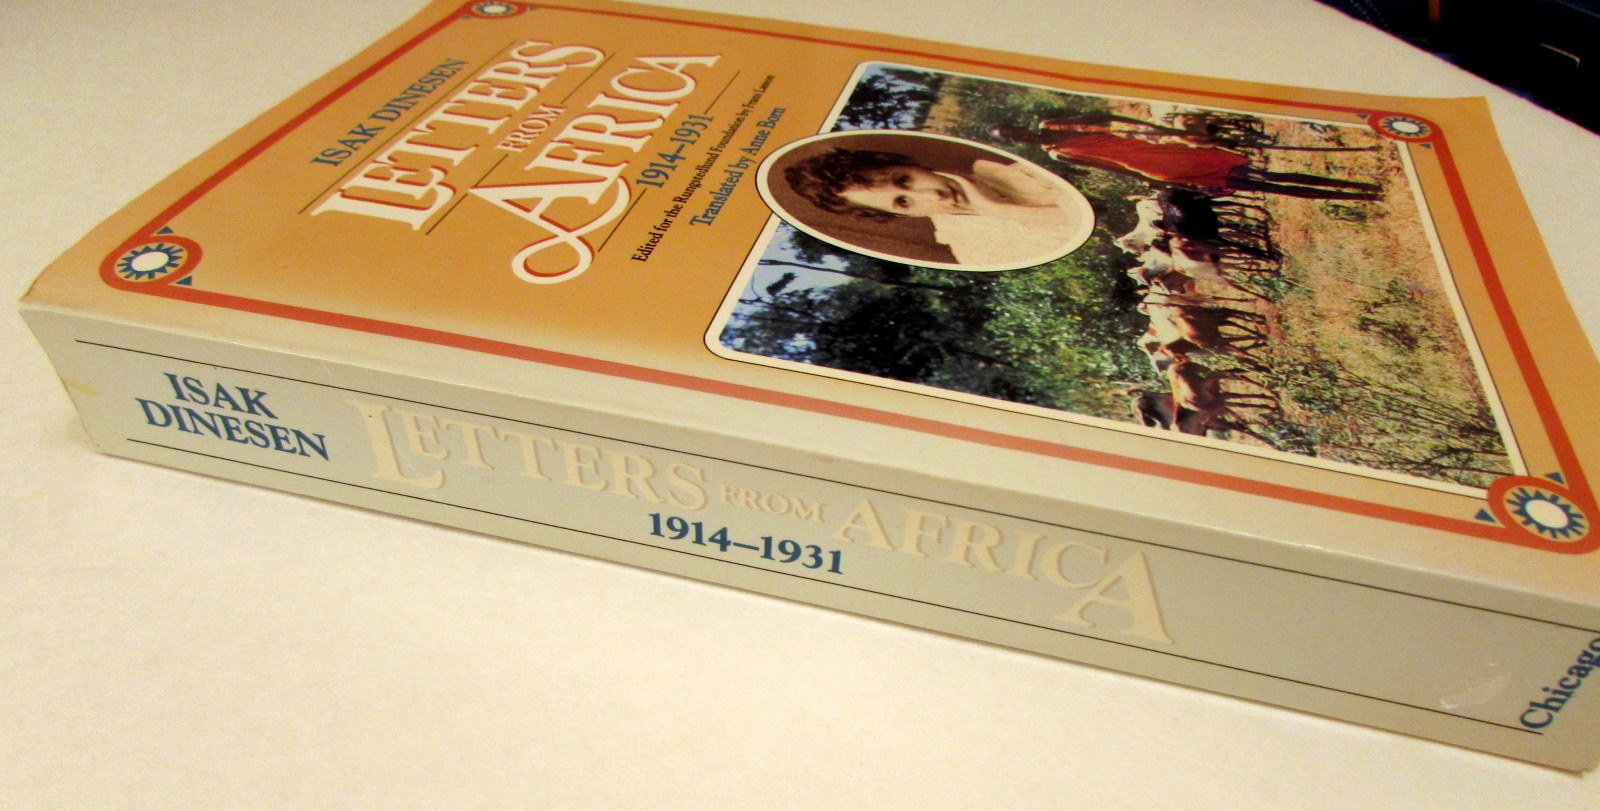 ISAK DINESEN
LETTERS
FROM
AFRICA
1914–1931
Edited for the Rungstedlund Foundation by Frans Lasson
Translated by Anne Born
ISAK
DINESEN
LETTERS FROM AFRICA
1914–1931
Chicago